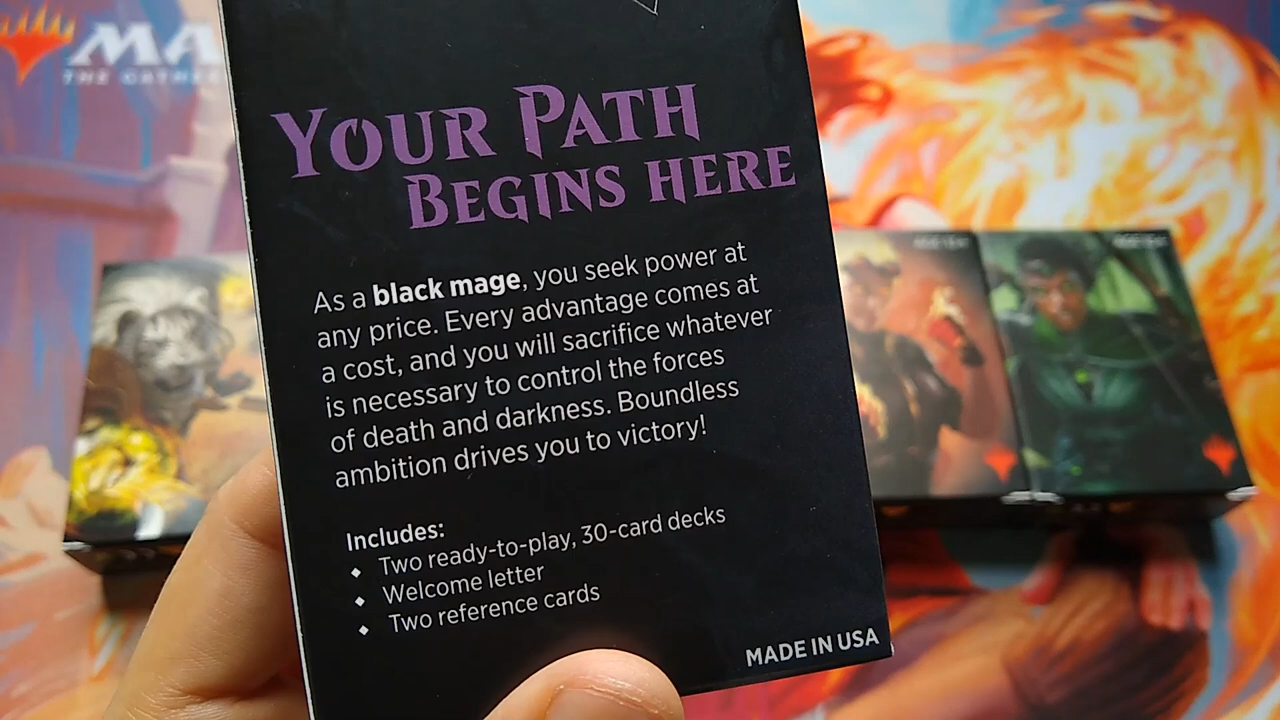 MA
THE GATHE
YOUR PATH
BEGINS HERE
As a black mage, you seek power at
any price. Every advantage comes at
a cost, and you will sacrifice whatever
is necessary to control the forces
of death and darkness. Boundless
ambition drives you to victory!
Includes:
◆ Two ready-to-play, 30-card decks
◆ Welcome letter
◆ Two reference cards
MADE IN USA